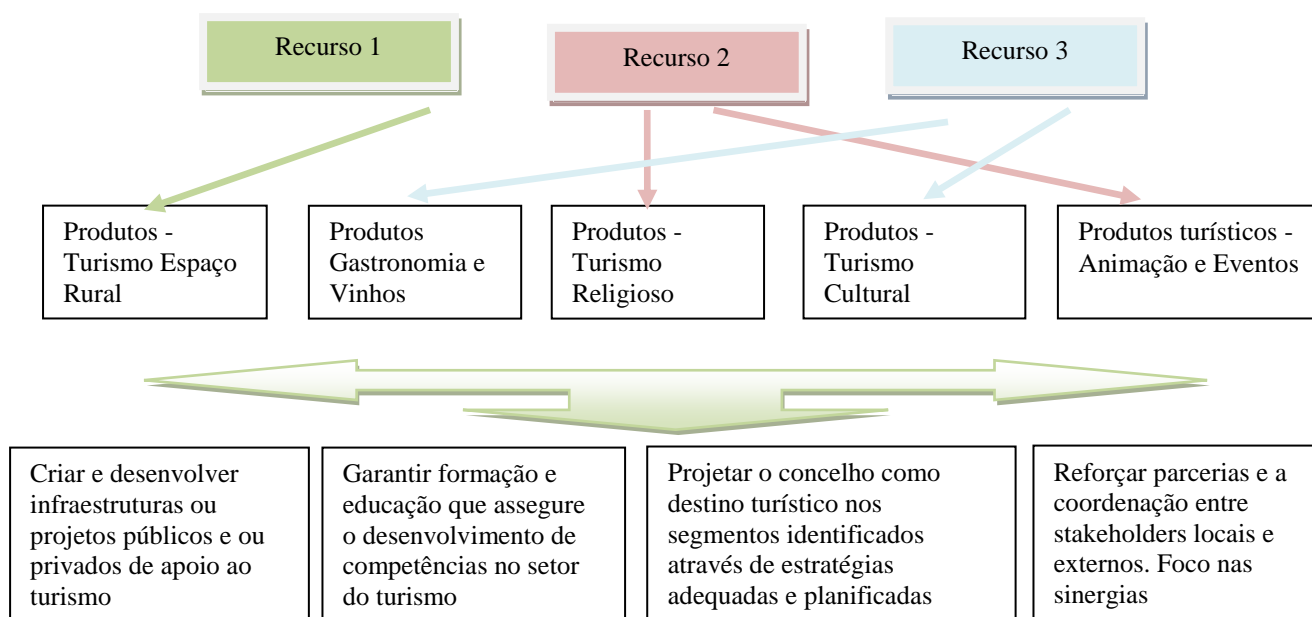 Recurso 1
Recurso 2
Recurso 3
Produtos -
Turismo Espaço
Rural
Produtos
Gastronomia e
Vinhos
Produtos -
Turismo
Religioso
Produtos -
Turismo
Cultural
Produtos turísticos -
Animação e Eventos
Criar e desenvolver
infraestruturas ou
projetos públicos e ou
privados de apoio ao
turismo
Garantir formação e
educação que assegure
o desenvolvimento de
competências no setor
do turismo
Projetar o concelho como
destino turístico nos
segmentos identificados
através de estratégias
adequadas e planificadas
Reforçar parcerias e a
coordenação entre
stakeholders locais e
externos. Foco nas
sinergias